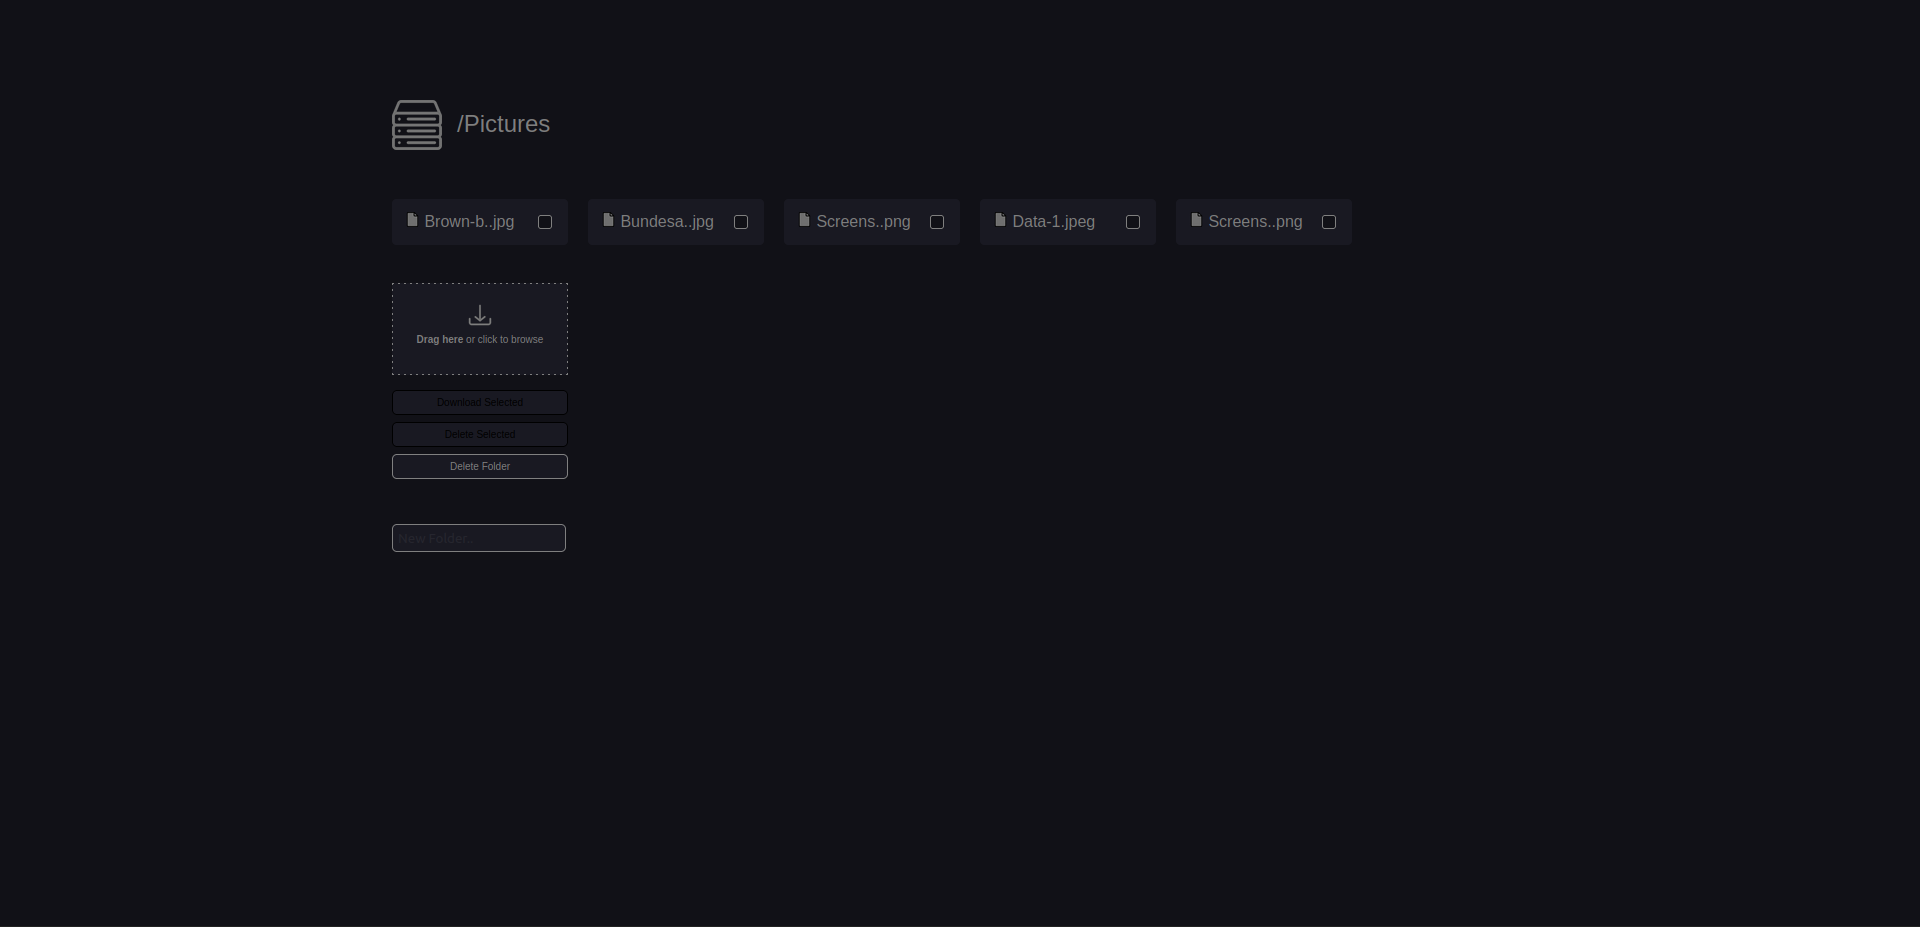 /Pictures
Brown-b..jpg
Bundesa..jpg
Screens..png
Data-1.jpeg
Screens..png
Drag here or click to browse
Download Selected
Delete Selected
Delete Folder
New Folder..